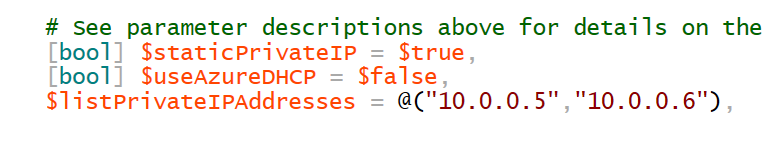 # See parameter descriptions above for details on the
[bool] $staticPrivateIP = $true,
[bool] $useAzureDHCP = $false,
$listPrivateIPAddresses = @("10.0.0.5","10.0.0.6"),